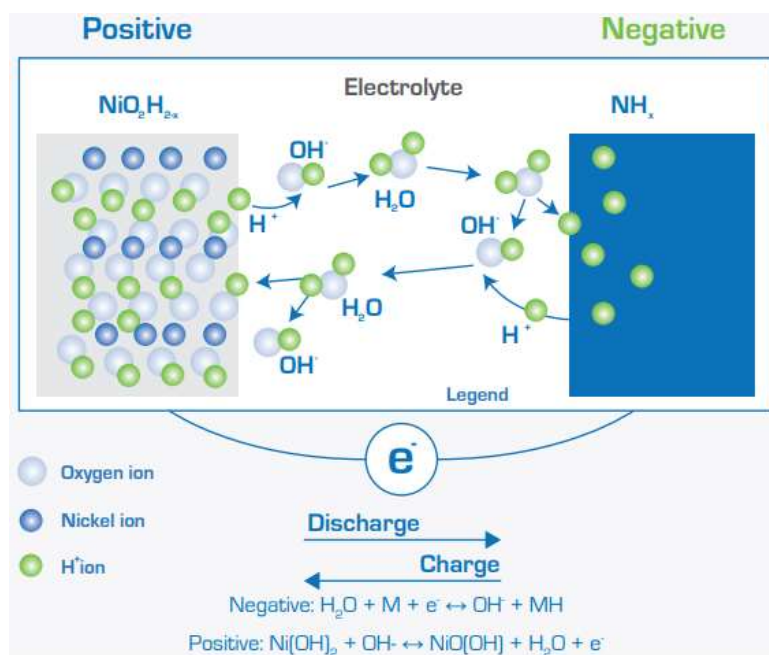 Positive
Negative
Electrolyte
NiO₂H₂₋ₓ
NHₓ
OH⁻
H₂O
H⁺
OH⁻
H₂O
H⁺
OH⁻
Legend
e⁻
Oxygen ion
Nickel ion
H⁺ion
Discharge
Charge
Negative: H₂O + M + e⁻ ↔ OH⁻ + MH
Positive: Ni(OH)₂ + OH- ↔ NiO(OH) + H₂O + e⁻